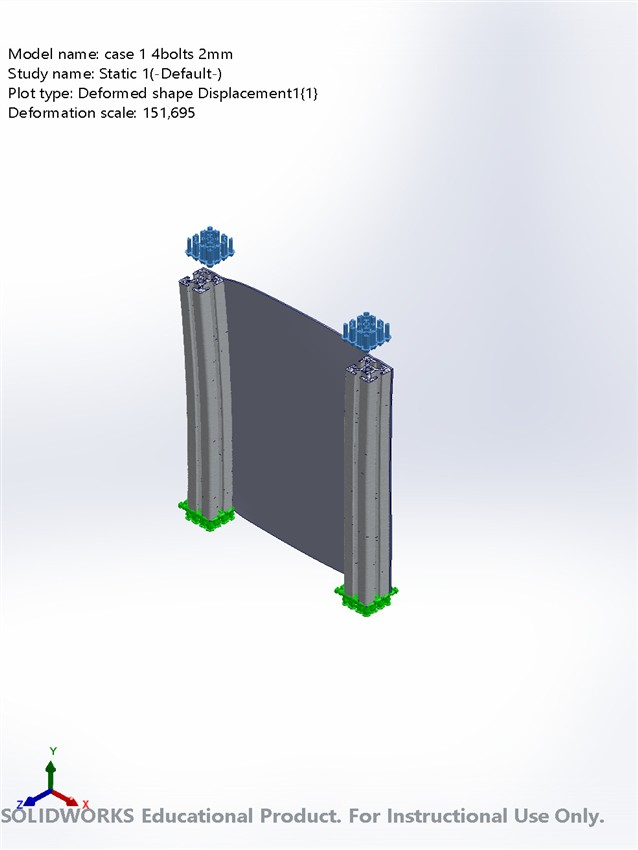 Model name: case 1 4bolts 2mm
Study name: Static 1(-Default-)
Plot type: Deformed shape Displacement1{1}
Deformation scale: 151,695
Y
Z
X
SOLIDWORKS Educational Product. For Instructional Use Only.